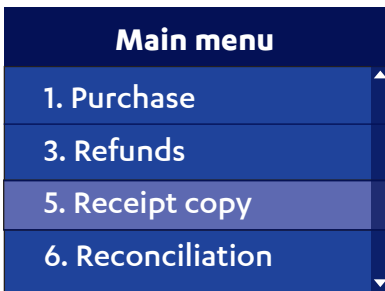 Main menu
1. Purchase
3. Refunds
5. Receipt copy
6. Reconciliation